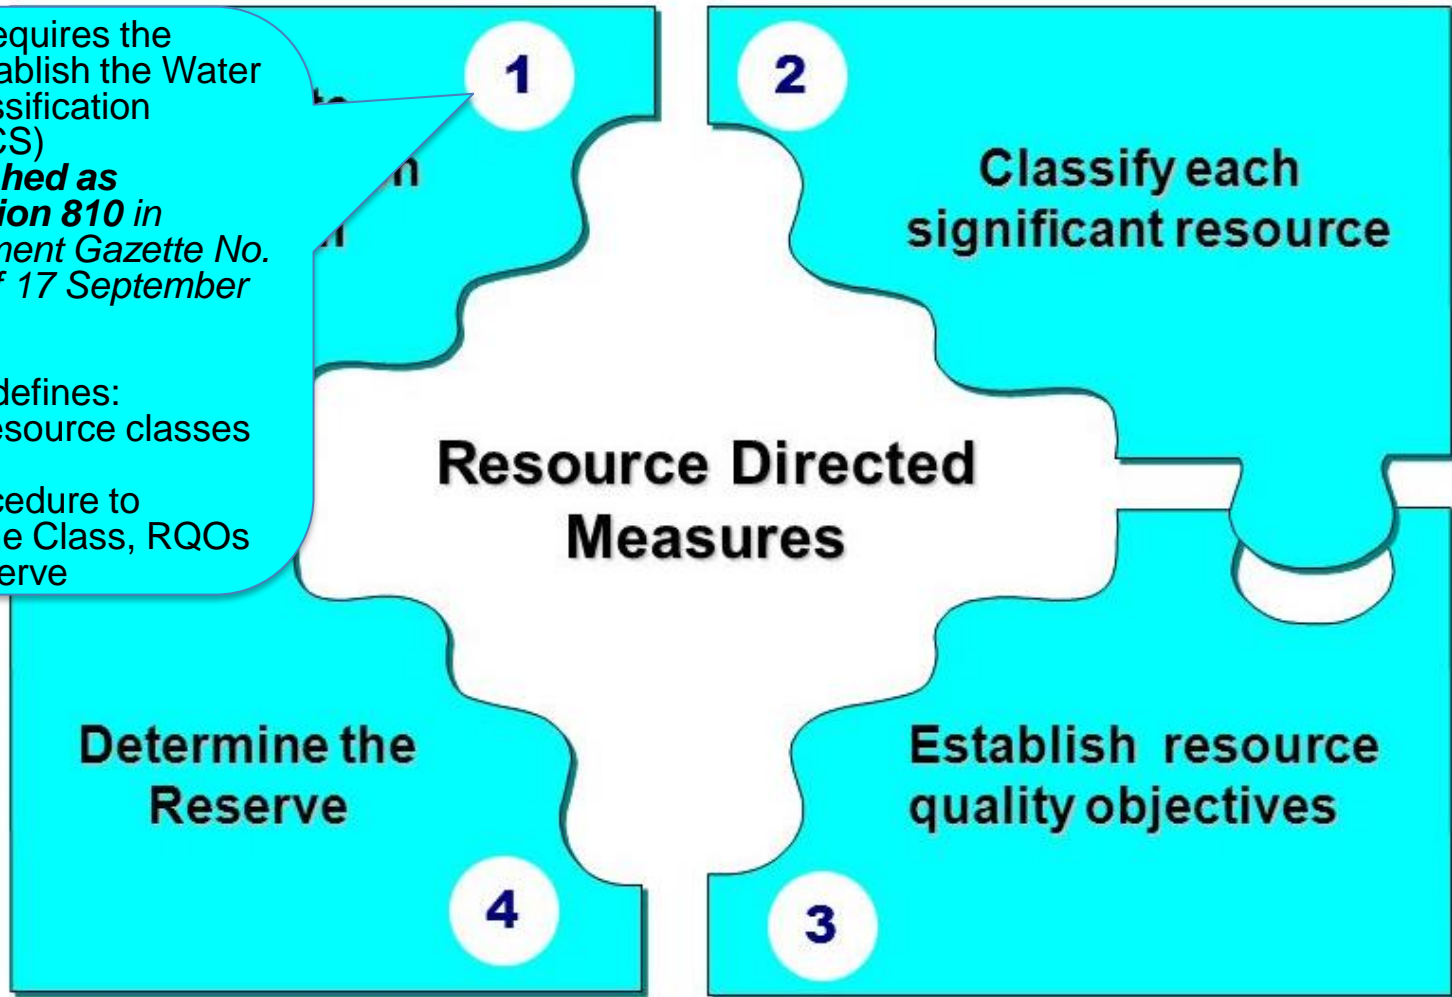 equires the
ablish the Water
ssification
CS)
hed as
ion 810 in
ment Gazette No.
f 17 September
defines:
esource classes
cedure to
e Class, RQOs
erve
1
2
Classify each
significant resource
Resource Directed
Measures
Determine the
Reserve
4
Establish resource
quality objectives
3